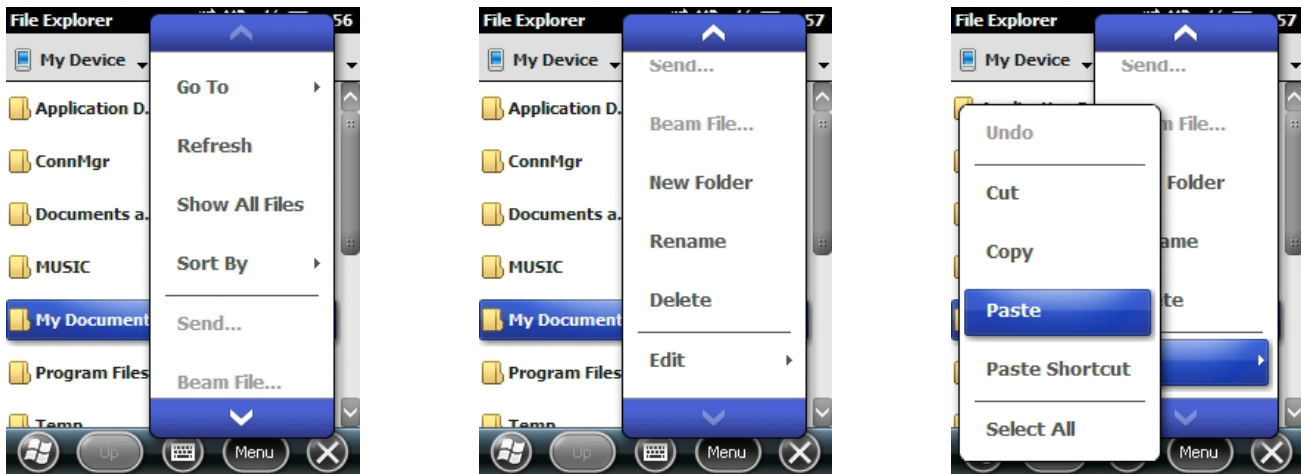 File Explorer
56
My Device
Application D.
ConnMgr
Documents a.
MUSIC
My Document
Program Files
Temp
Go To
Refresh
Show All Files
Sort By
Send...
Beam File...
Up
Menu
File Explorer
57
My Device
Application D.
ConnMgr
Documents a.
MUSIC
My Document
Program Files
Temp
Send...
Beam File...
New Folder
Rename
Delete
Edit
Up
Menu
File Explorer
57
My Device
Send...
File...
Folder
Undo
Cut
Copy
Paste
Paste Shortcut
Select All
Menu